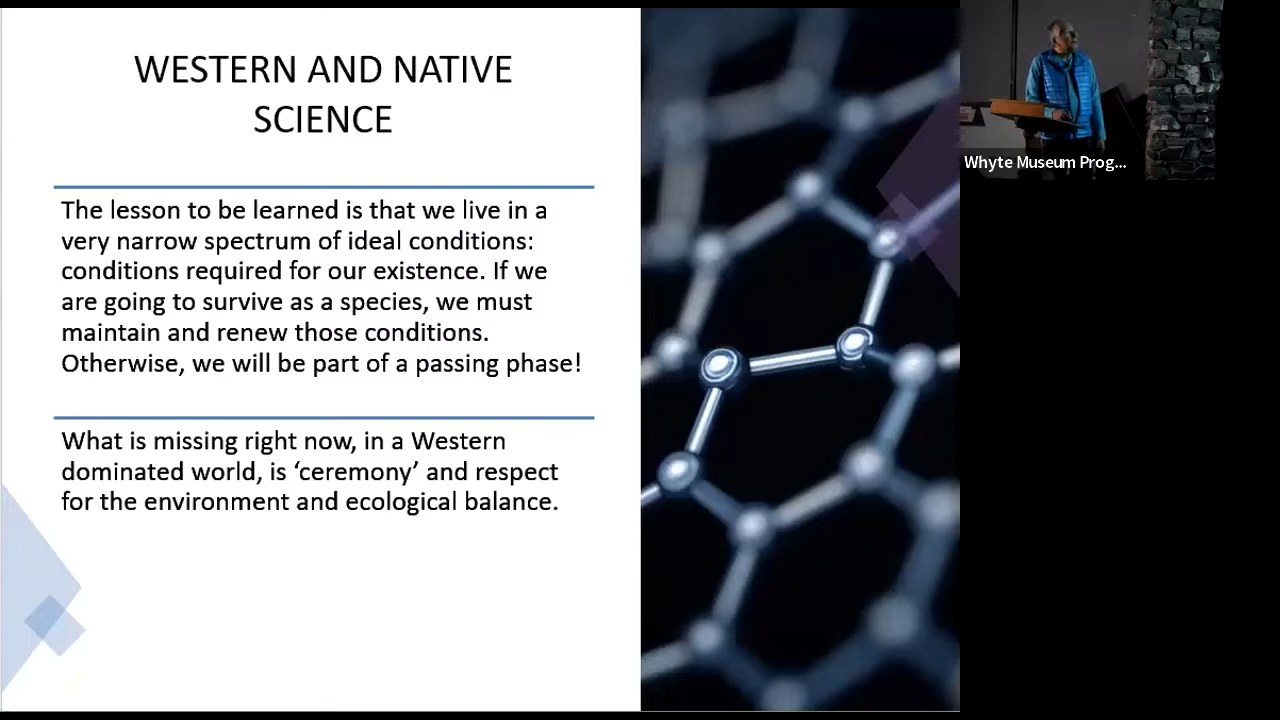 WESTERN AND NATIVE
SCIENCE
The lesson to be learned is that we live in a
very narrow spectrum of ideal conditions:
conditions required for our existence. If we
are going to survive as a species, we must
maintain and renew those conditions.
Otherwise, we will be part of a passing phase!
What is missing right now, in a Western
dominated world, is ‘ceremony’ and respect
for the environment and ecological balance.
Whyte Museum Prog...